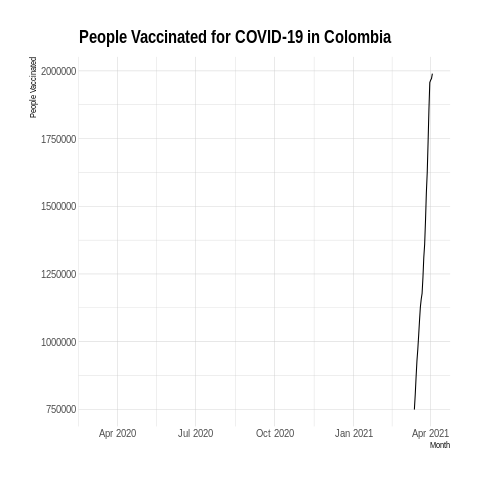 People Vaccinated for COVID-19 in Colombia
People Vaccinated
2000000
1750000
1500000
1250000
1000000
750000
Apr 2020 Jul 2020 Oct 2020 Jan 2021 Apr 2021
Month